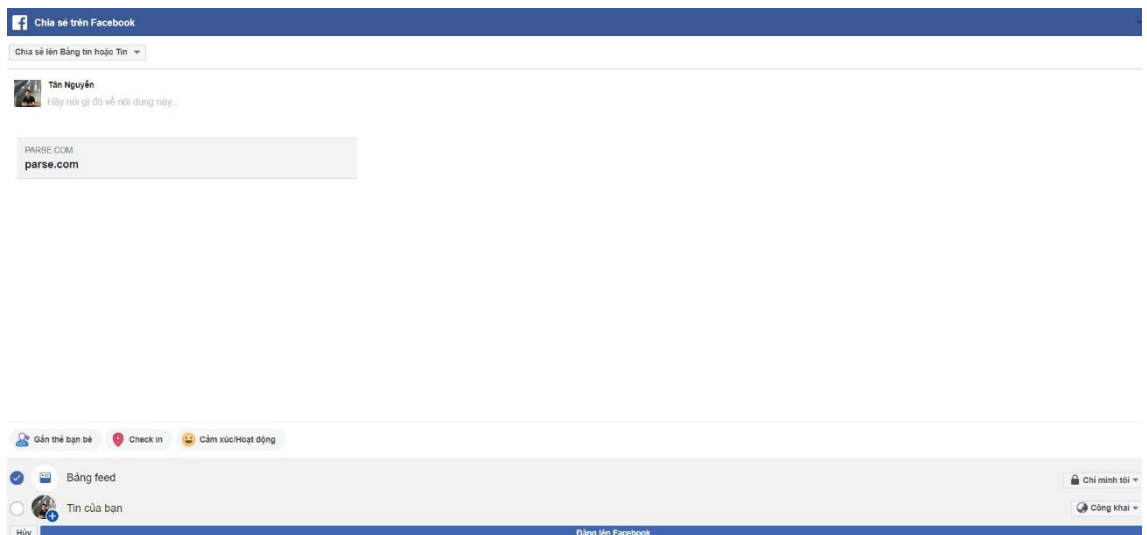 Chia sẻ trên Facebook
Chia sẻ lên Bảng tin hoặc Tin
Tân Nguyễn
Hãy nói gì đó về nội dung này...
PARSE.COM
parse.com
Gắn thẻ bạn bè Check in Cảm xúc/Hoạt động
Bảng feed Chỉ mình tôi
Tin của bạn Công khai
Hủy Đăng lên Facebook